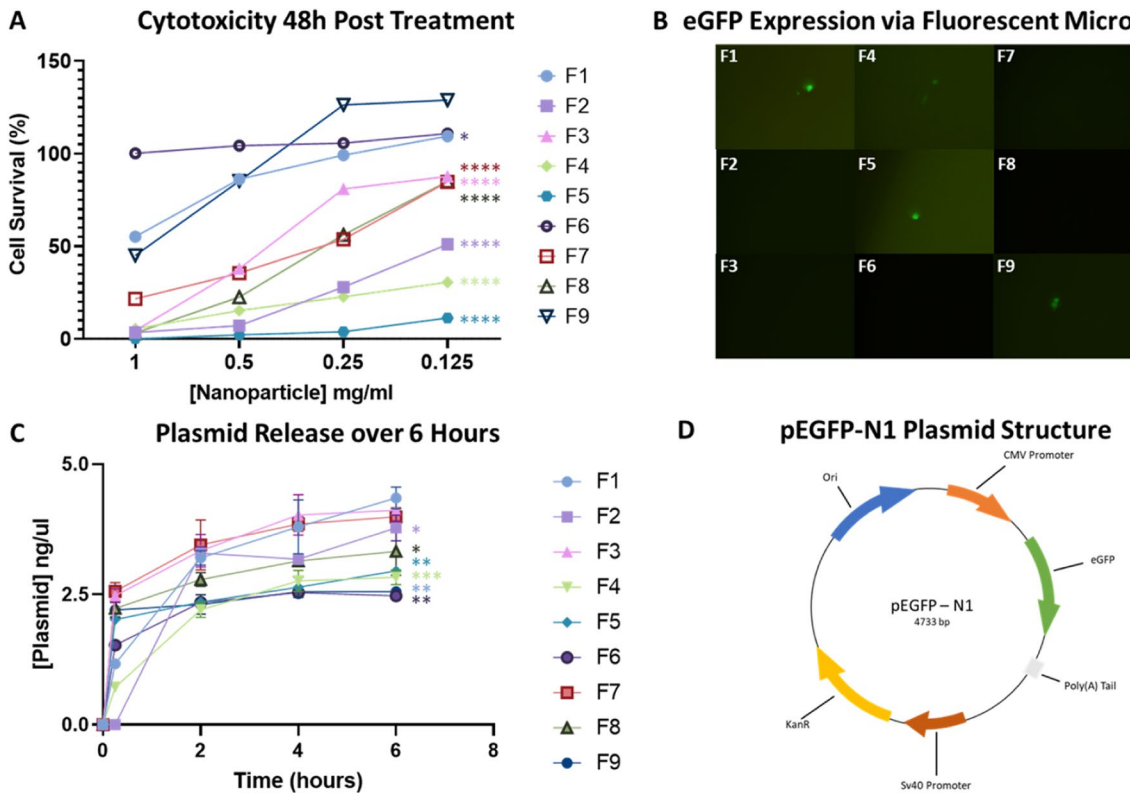 A
Cytotoxicity 48h Post Treatment
150
100
50
0
Cell Survival (%)
1
0.5
0.25
0.125
[Nanoparticle] mg/ml
*
****
****
****
****
****
****
F1
F2
F3
F4
F5
F6
F7
F8
F9
B
eGFP Expression via Fluorescent Micro
F1
F4
F7
F2
F5
F8
F3
F6
F9
C
Plasmid Release over 6 Hours
5.0
2.5
0.0
[Plasmid] ng/ul
0
2
4
6
8
Time (hours)
*
*
**
***
**
**
F1
F2
F3
F4
F5
F6
F7
F8
F9
D
pEGFP-N1 Plasmid Structure
CMV Promoter
Ori
eGFP
pEGFP – N1
4733 bp
Poly(A) Tail
KanR
Sv40 Promoter